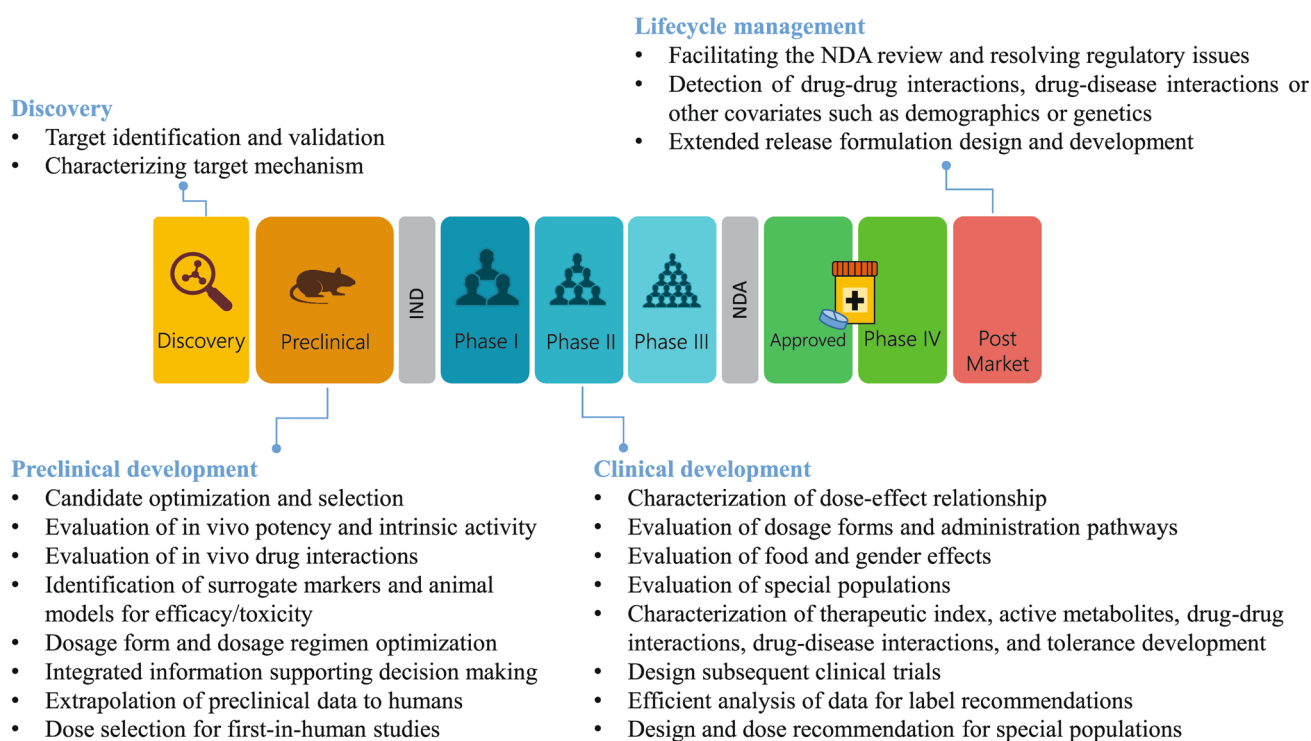 Lifecycle management
• Facilitating the NDA review and resolving regulatory issues
• Detection of drug-drug interactions, drug-disease interactions or
other covariates such as demographics or genetics
• Extended release formulation design and development
Discovery
• Target identification and validation
• Characterizing target mechanism
Discovery
Preclinical
IND
Phase I
Phase II
Phase III
NDA
Approved
Phase IV
Post
Market
Preclinical development
• Candidate optimization and selection
• Evaluation of in vivo potency and intrinsic activity
• Evaluation of in vivo drug interactions
• Identification of surrogate markers and animal
models for efficacy/toxicity
• Dosage form and dosage regimen optimization
• Integrated information supporting decision making
• Extrapolation of preclinical data to humans
• Dose selection for first-in-human studies
Clinical development
• Characterization of dose-effect relationship
• Evaluation of dosage forms and administration pathways
• Evaluation of food and gender effects
• Evaluation of special populations
• Characterization of therapeutic index, active metabolites, drug-drug
interactions, drug-disease interactions, and tolerance development
• Design subsequent clinical trials
• Efficient analysis of data for label recommendations
• Design and dose recommendation for special populations